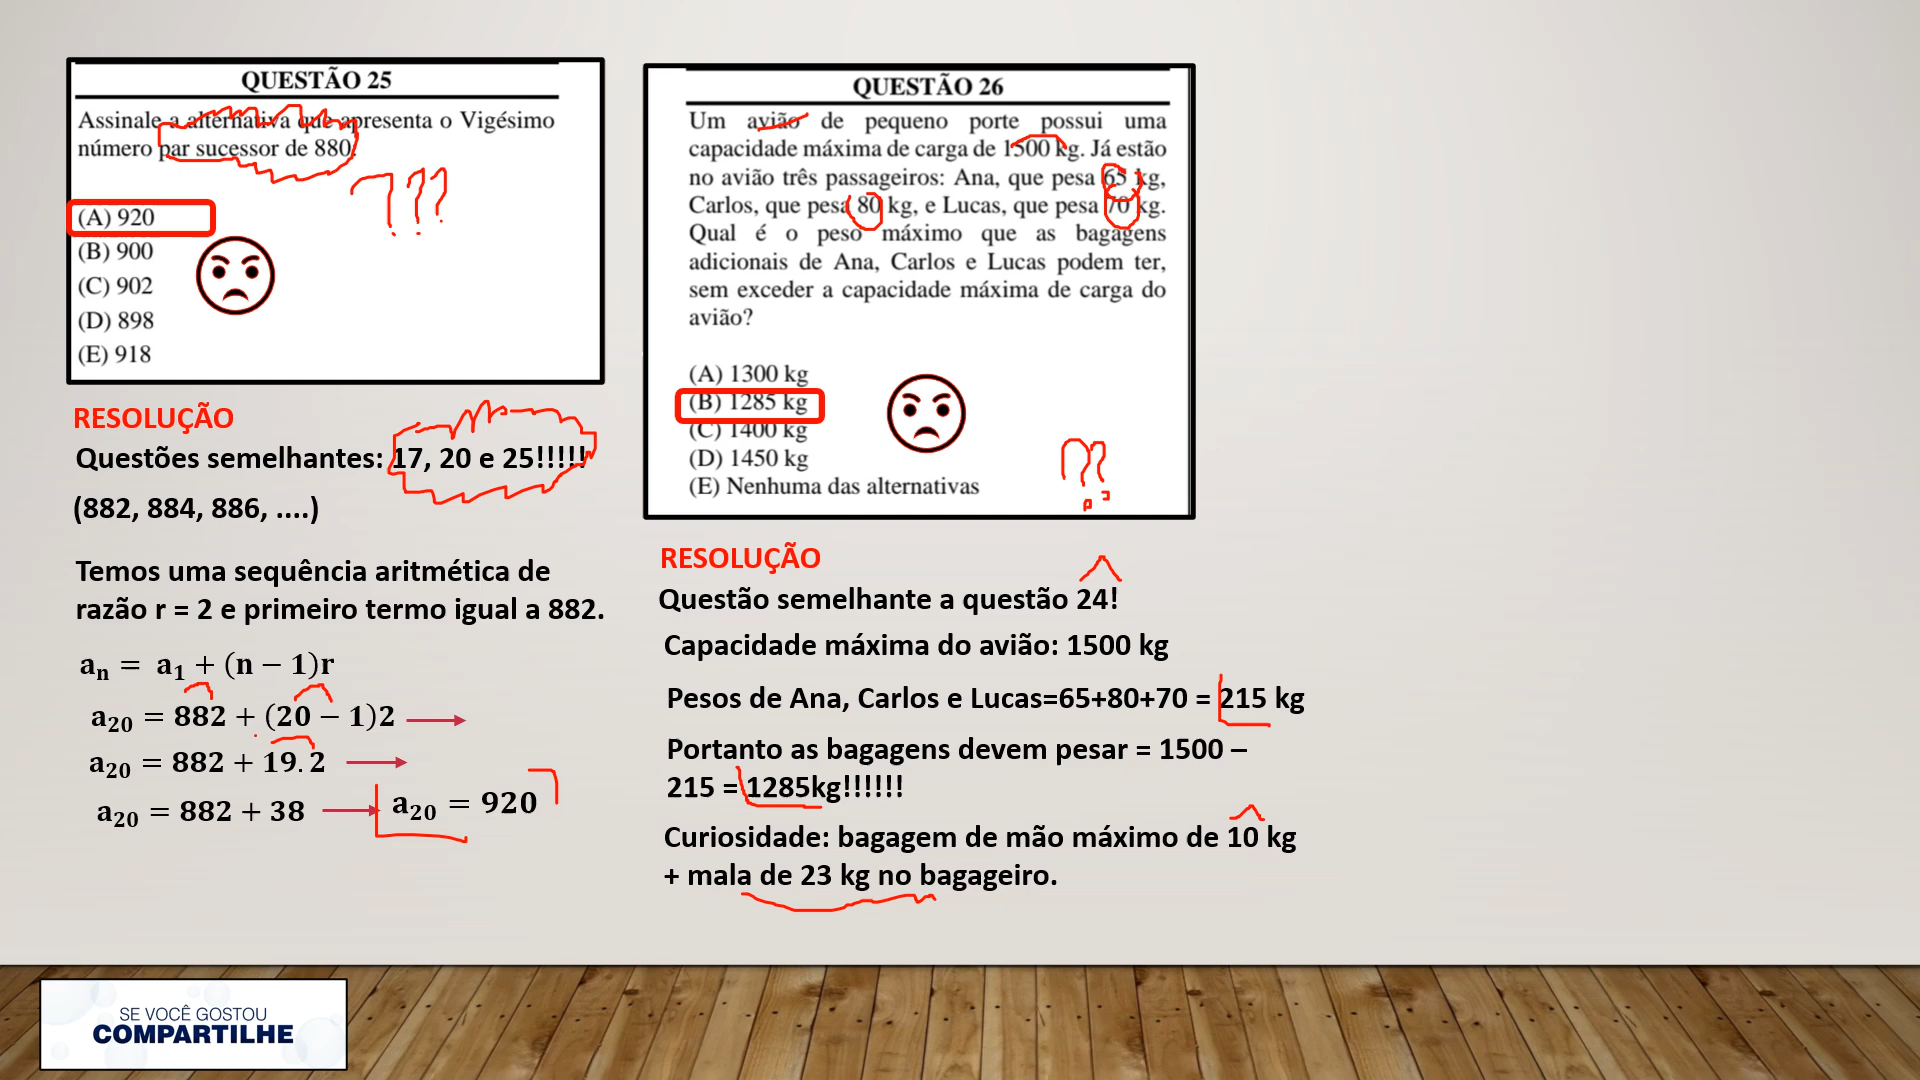 QUESTÃO 25
Assinale a alternativa que apresenta o Vigésimo
número par sucessor de 880.
???
(A) 920
(B) 900
(C) 902
(D) 898
(E) 918
RESOLUÇÃO
Questões semelhantes: 17, 20 e 25!!!!!
(882, 884, 886, ....)
Temos uma sequência aritmética de
razão r = 2 e primeiro termo igual a 882.
aₙ = a₁ + (n − 1)r
a₂₀ = 882 + (20 − 1)2
a₂₀ = 882 + 19. 2
a₂₀ = 882 + 38
a₂₀ = 920
QUESTÃO 26
Um avião de pequeno porte possui uma
capacidade máxima de carga de 1500 kg. Já estão
no avião três passageiros: Ana, que pesa 65 kg,
Carlos, que pesa 80 kg, e Lucas, que pesa 70 kg.
Qual é o peso máximo que as bagagens
adicionais de Ana, Carlos e Lucas podem ter,
sem exceder a capacidade máxima de carga do
avião?
(A) 1300 kg
(B) 1285 kg
(C) 1400 kg
(D) 1450 kg
(E) Nenhuma das alternativas
??
RESOLUÇÃO
Questão semelhante a questão 24!
Capacidade máxima do avião: 1500 kg
Pesos de Ana, Carlos e Lucas=65+80+70 = 215 kg
Portanto as bagagens devem pesar = 1500 –
215 = 1285kg!!!!!!
Curiosidade: bagagem de mão máximo de 10 kg
+ mala de 23 kg no bagageiro.
SE VOCÊ GOSTOU
COMPARTILHE